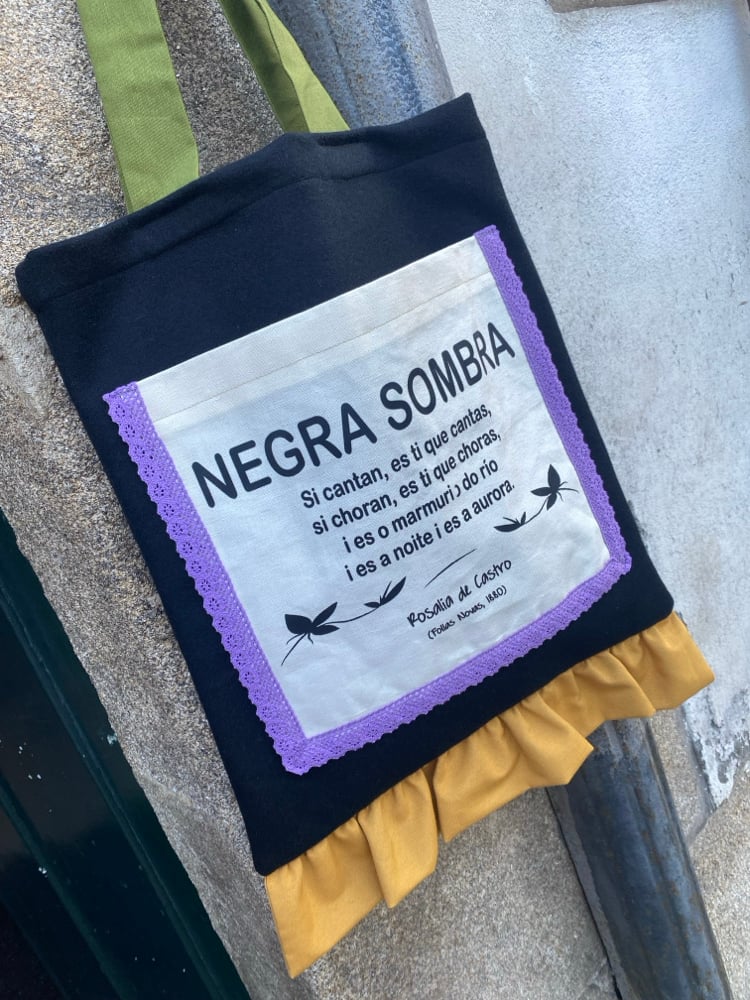 NEGRA SOMBRA
Si cantan, es ti que cantas,
si choran, es ti que choras,
i es o marmurio do río
i es a noite i es a aurora.
Rosalía de Castro
(Follas Novas, 1880)